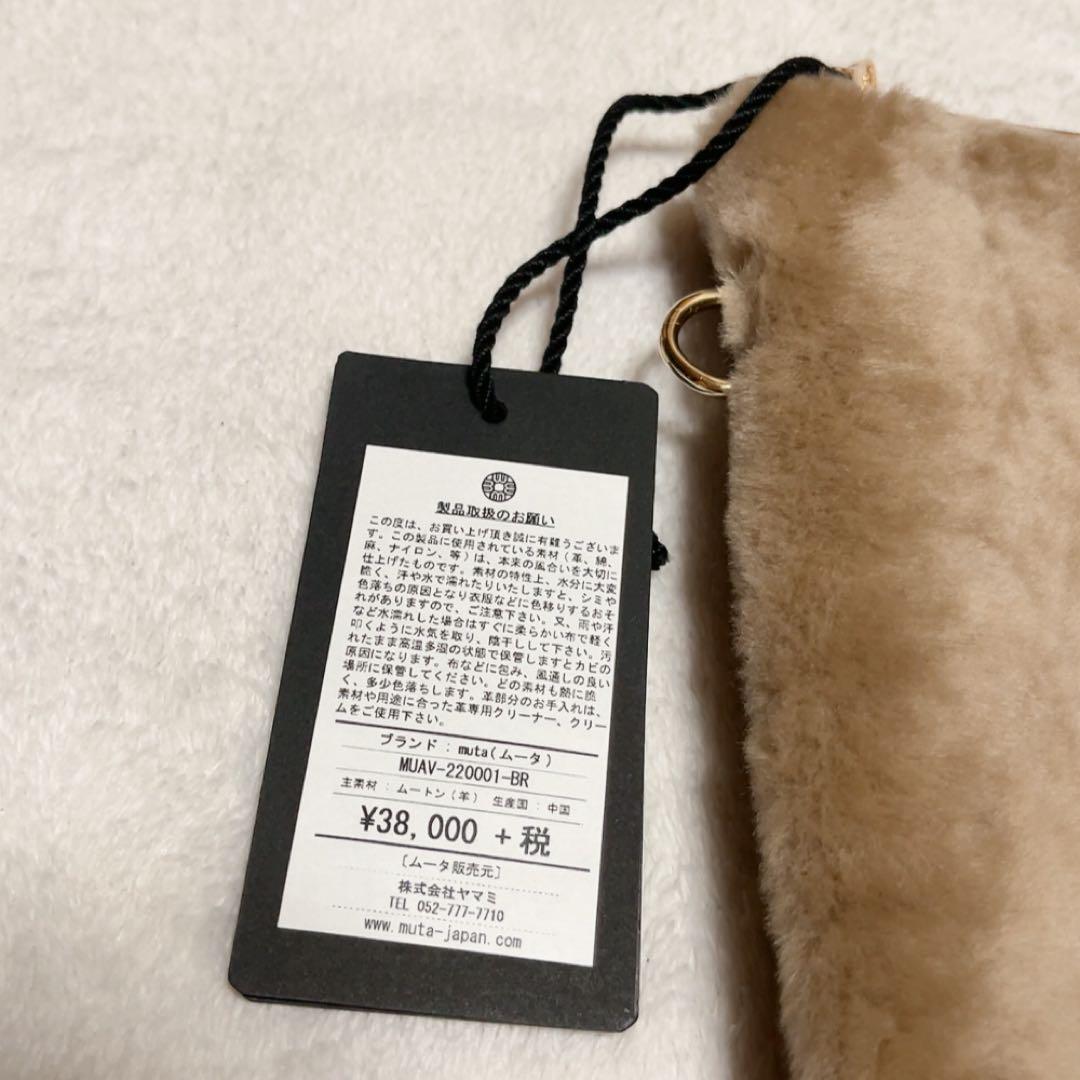 製品取扱のお願い
この度は、お買い上げ頂き誠に有難うございま
す。この製品に使用されている素材（革、綿、
麻、ナイロン、等）は、本来の風合いを大切に
仕上げたものです。素材の特性上、水分に大変
脆く、汗や水で濡れたりいたしますと、シミや
色落ちの原因となり衣服などに色移りするおそ
れがありますので、ご注意下さい。又、雨や汗
など水濡れした場合はすぐに柔らかい布で軽く
叩くように水気を取り、陰干しして下さい。汚
れたまま高温多湿の状態で保管しますとカビの
原因になります。布などに包み、風通しの良い
場所に保管してください。どの素材も熱に脆
く、多少色落ちします。革部分のお手入れは、
素材や用途に合った革専用クリーナー、クリー
ムをご使用下さい。
ブランド：muta(ムータ)
MUAV-220001-BR
主素材：ムートン(羊) 生産国：中国
¥38,000 +税
〔ムータ販売元〕
株式会社ヤマミ
TEL 052-777-7710
www.muta-japan.com